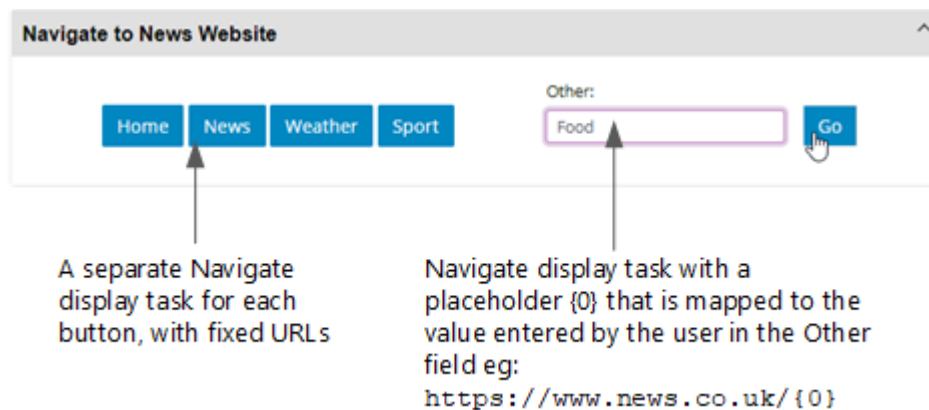 Navigate to News Website
Other:
Home News Weather Sport Food Go
A separate Navigate
display task for each
button, with fixed URLs
Navigate display task with a
placeholder {0} that is mapped to the
value entered by the user in the Other
field eg:
https://www.news.co.uk/{0}